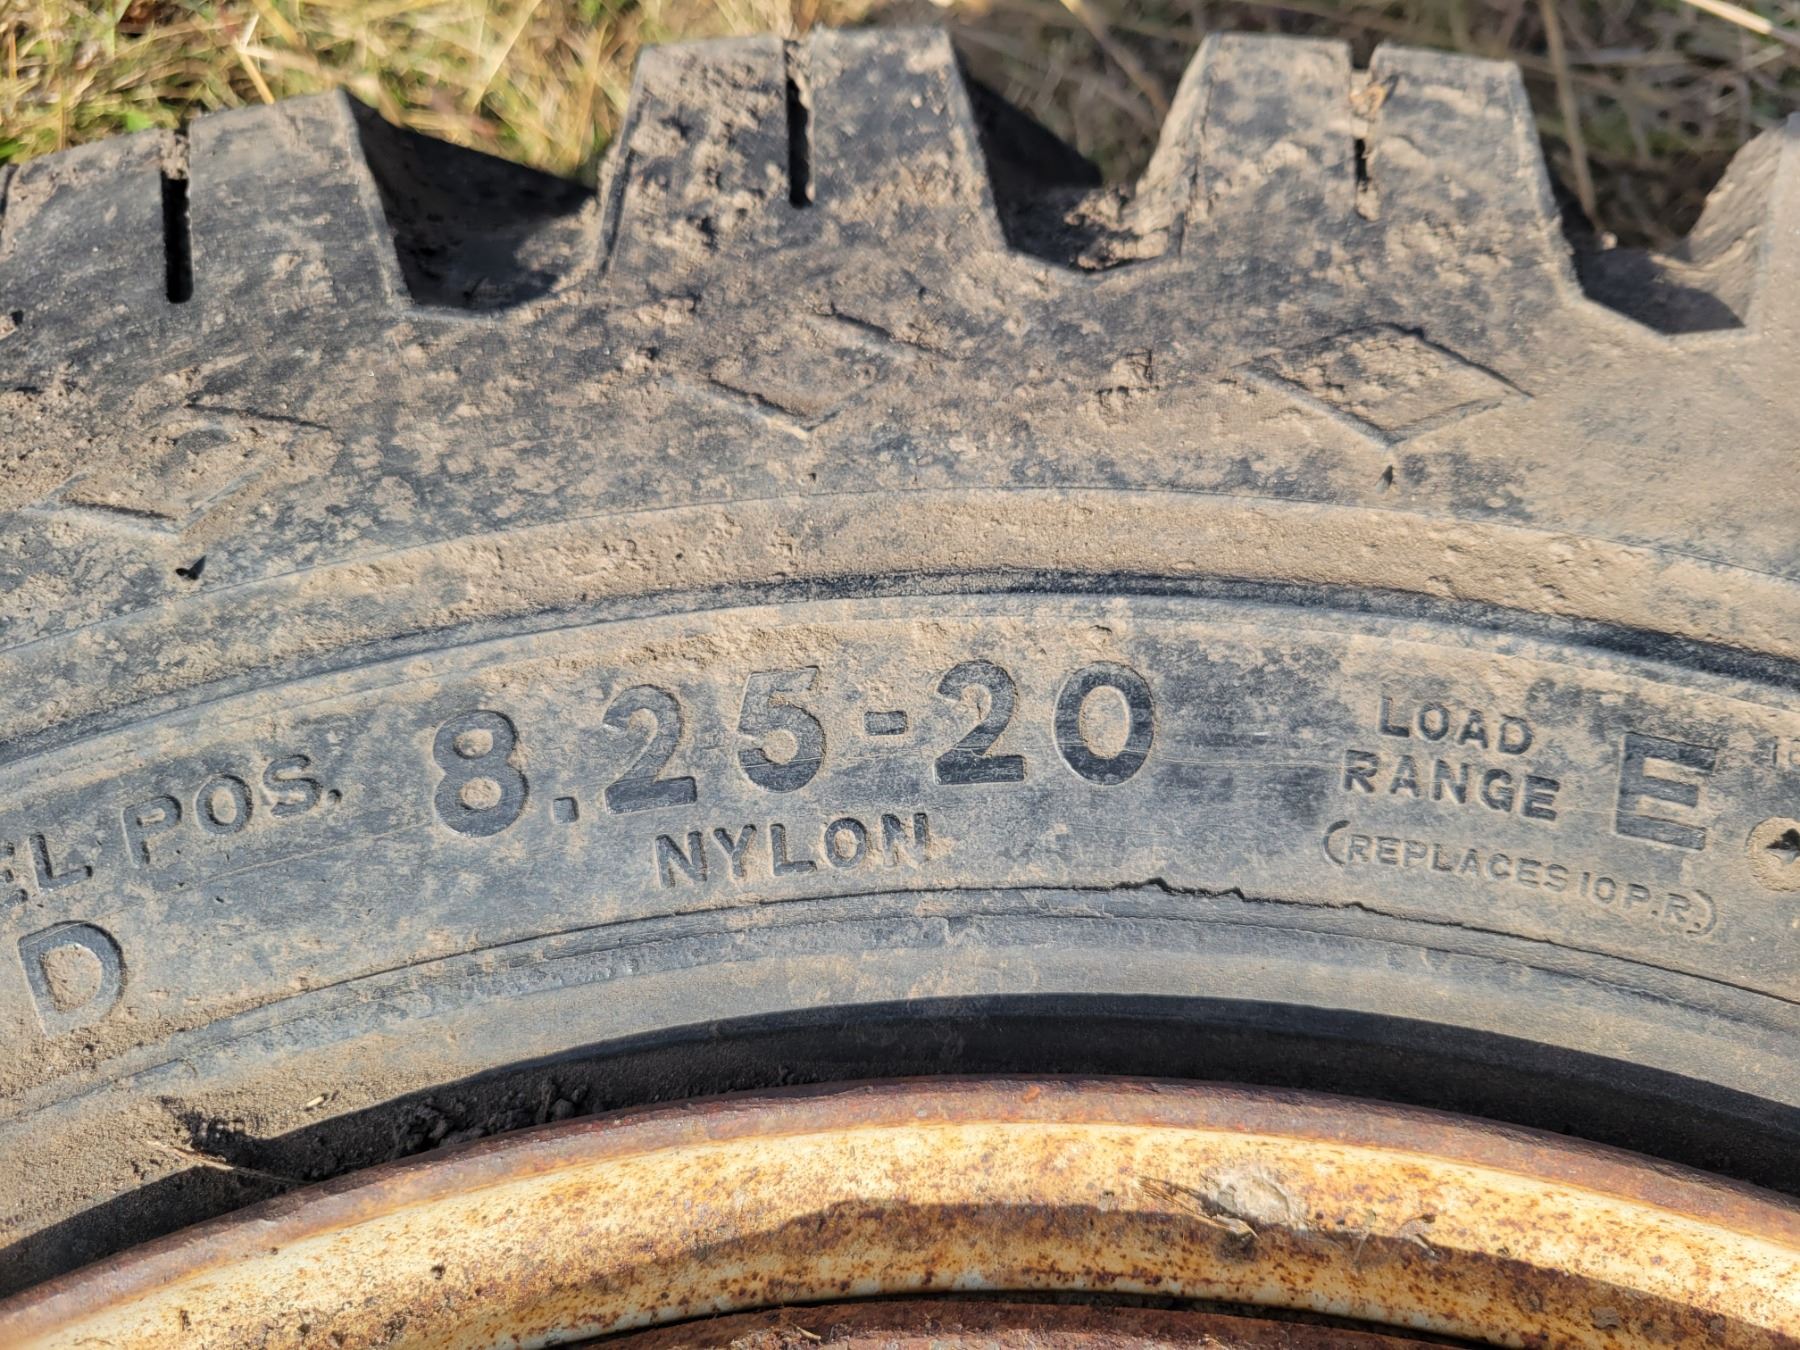 POS. 8.25-20
NYLON
D
LOAD
RANGE E
(REPLACES 10 P.R.)